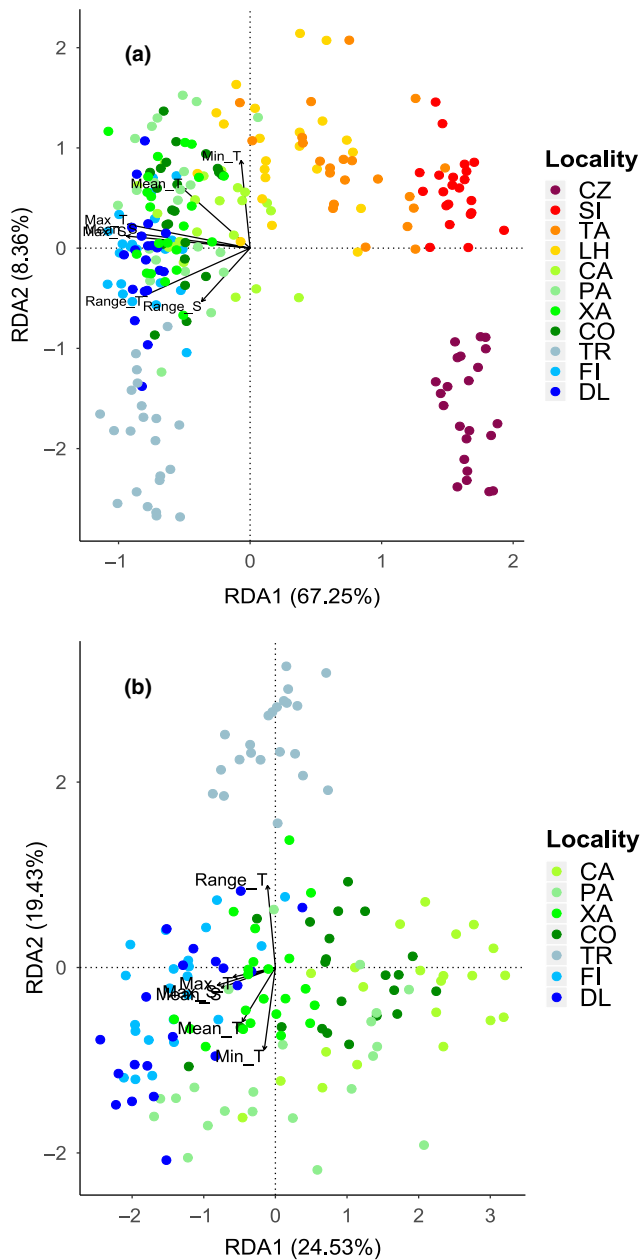 (a)
2
1
0
−1
−2
RDA2 (8.36%)
Min_T
Mean_T
Max_T
Max_S
Range_T
Range_S
−1
0
1
2
RDA1 (67.25%)
Locality
CZ
SI
TA
LH
CA
PA
XA
CO
TR
FI
DL
(b)
2
0
−2
RDA2 (19.43%)
Range_T
Max_T
Max_S
Mean_S
Mean_T
Min_T
−2
−1
0
1
2
3
RDA1 (24.53%)
Locality
CA
PA
XA
CO
TR
FI
DL